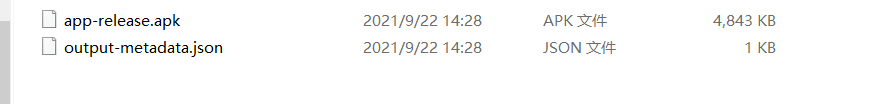 app-release.apk 2021/9/22 14:28 APK 文件 4,843 KB
output-metadata.json 2021/9/22 14:28 JSON 文件 1 KB